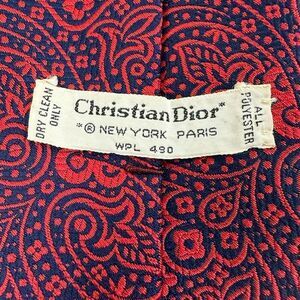 Christian Dior*
*® NEW YORK PARIS
WPL 490
DRY CLEAN
ONLY
ALL
POLYESTER